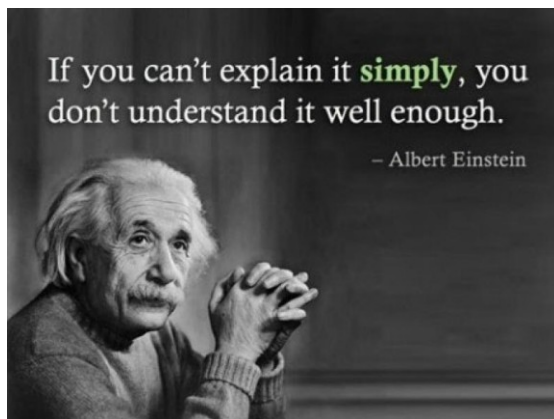 If you can’t explain it simply, you
don’t understand it well enough.
– Albert Einstein